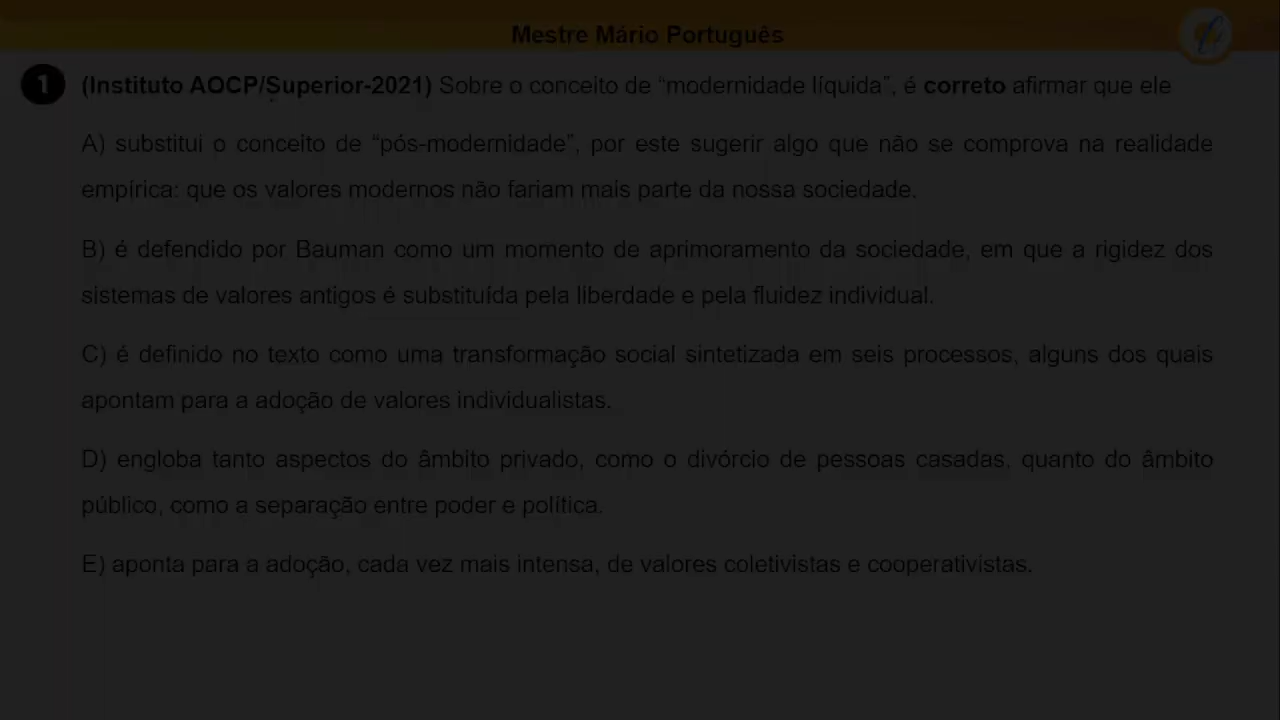 Mestre Mário Português
1 (Instituto AOCP/Superior-2021) Sobre o conceito de “modernidade líquida”, é correto afirmar que ele
A) substitui o conceito de “pós-modernidade”, por este sugerir algo que não se comprova na realidade
empírica: que os valores modernos não fariam mais parte da nossa sociedade.
B) é defendido por Bauman como um momento de aprimoramento da sociedade, em que a rigidez dos
sistemas de valores antigos é substituída pela liberdade e pela fluidez individual.
C) é definido no texto como uma transformação social sintetizada em seis processos, alguns dos quais
apontam para a adoção de valores individualistas.
D) engloba tanto aspectos do âmbito privado, como o divórcio de pessoas casadas, quanto do âmbito
público, como a separação entre poder e política.
E) aponta para a adoção, cada vez mais intensa, de valores coletivistas e cooperativistas.